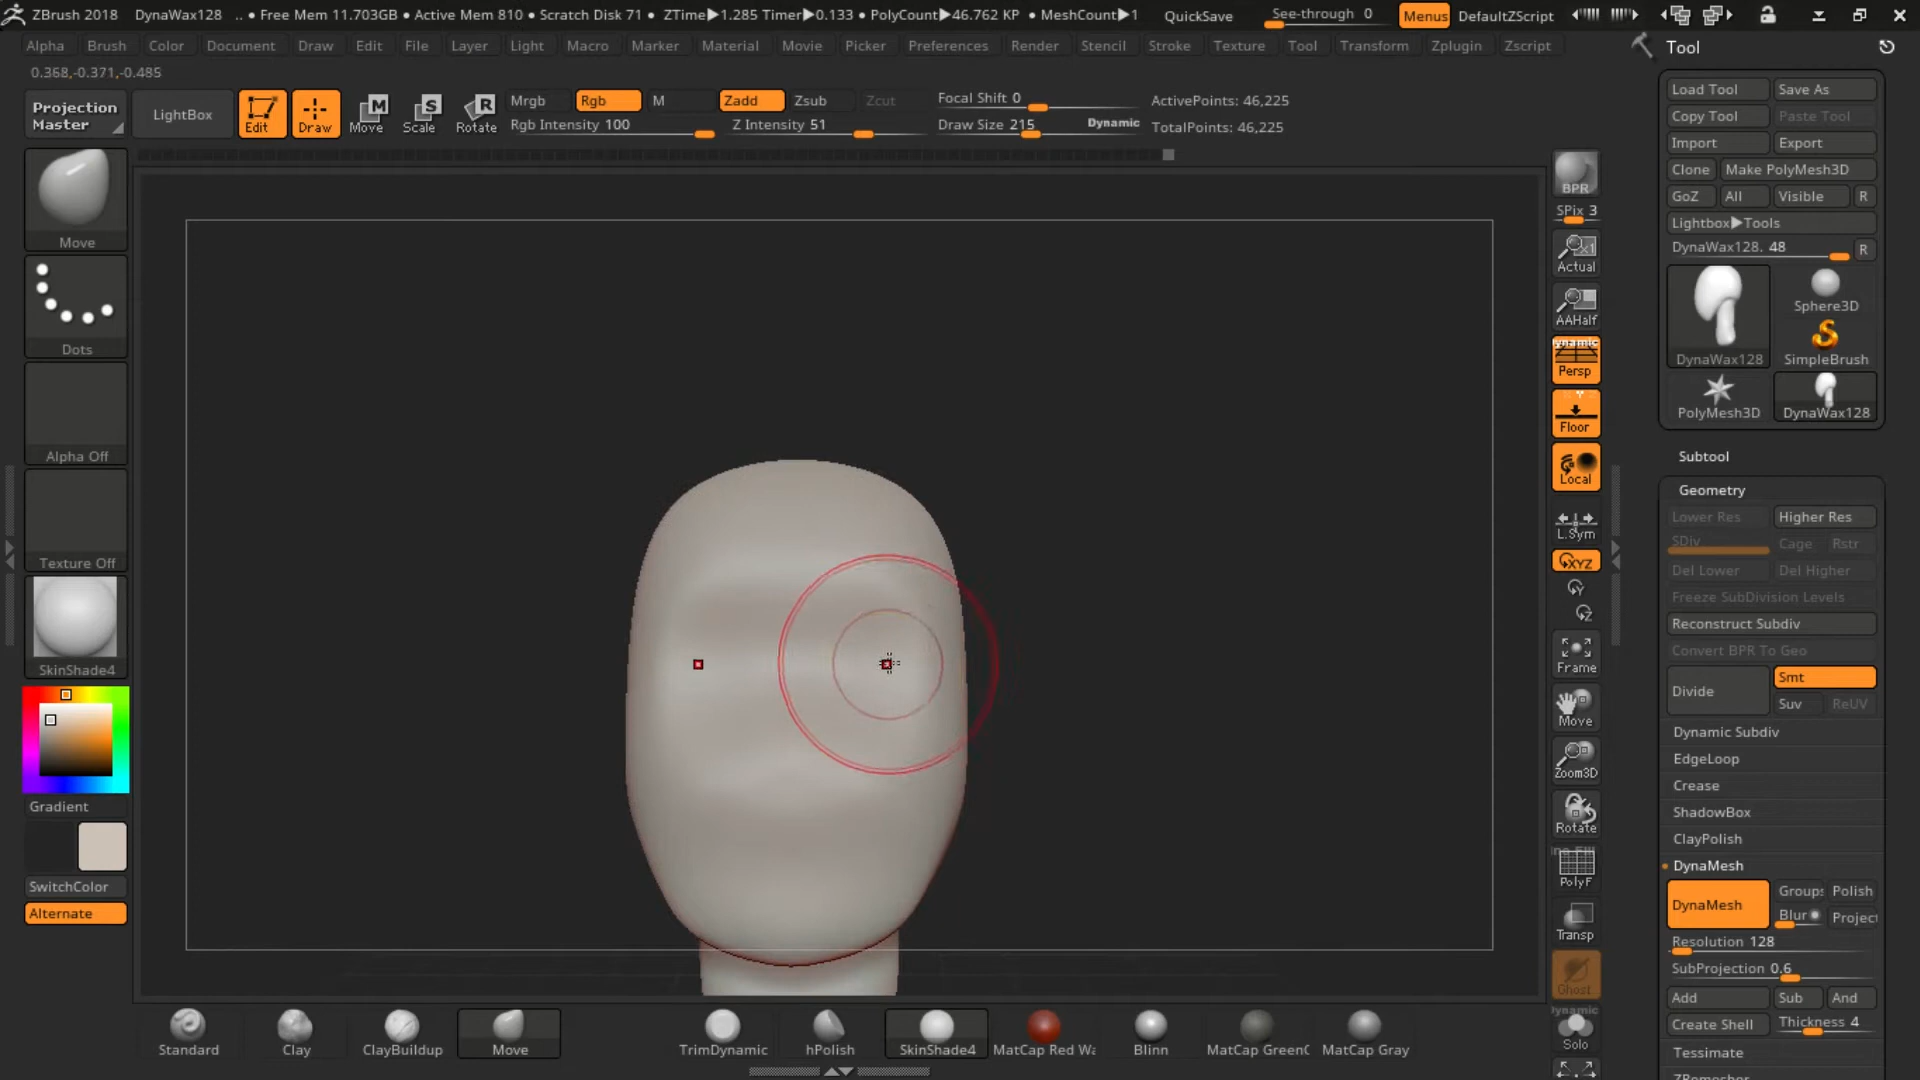 ZBrush 2018 DynaWax128 .. • Free Mem 11.703GB • Active Mem 810 • Scratch Disk 71 • ZTime▶1.285 Timer▶0.133 • PolyCount▶46.762 KP • MeshCount▶1 QuickSave See-through 0 Menus DefaultZScript
Alpha Brush Color Document Draw Edit File Layer Light Macro Marker Material Movie Picker Preferences Render Stencil Stroke Texture Tool Transform Zplugin Zscript
Tool
0.368,-0.371,-0.485
Projection Master
LightBox
Edit
Draw
Move
Scale
Rotate
Mrgb Rgb M Zadd Zsub Zcut
Rgb Intensity 100 Z Intensity 51
Focal Shift 0
Draw Size 215 Dynamic
ActivePoints: 46,225
TotalPoints: 46,225
Move
Dots
Alpha Off
Texture Off
SkinShade4
Gradient
SwitchColor
Alternate
BPR
SPix 3
Actual
AAHalf
Dynamic
Persp
Floor
Local
L.Sym
XYZ
Y
Z
Frame
Move
Zoom3D
Rotate
PolyF
Transp
Ghost
Dynamic
Solo
Load Tool Save As
Copy Tool Paste Tool
Import Export
Clone Make PolyMesh3D
GoZ All Visible R
Lightbox▶Tools
DynaWax128. 48 R
DynaWax128
Sphere3D
SimpleBrush
PolyMesh3D
DynaWax128
Subtool
Geometry
Lower Res Higher Res
SDiv Cage Rstr
Del Lower Del Higher
Freeze SubDivision Levels
Reconstruct Subdiv
Convert BPR To Geo
Divide Smt
Suv ReUV
Dynamic Subdiv
EdgeLoop
Crease
ShadowBox
ClayPolish
DynaMesh
DynaMesh Groups Polish
Blur Project
Resolution 128
SubProjection 0.6
Add Sub And
Create Shell Thickness 4
Tessimate
Standard
Clay
ClayBuildup
Move
TrimDynamic
hPolish
SkinShade4
MatCap Red Wa
Blinn
MatCap GreenC
MatCap Gray